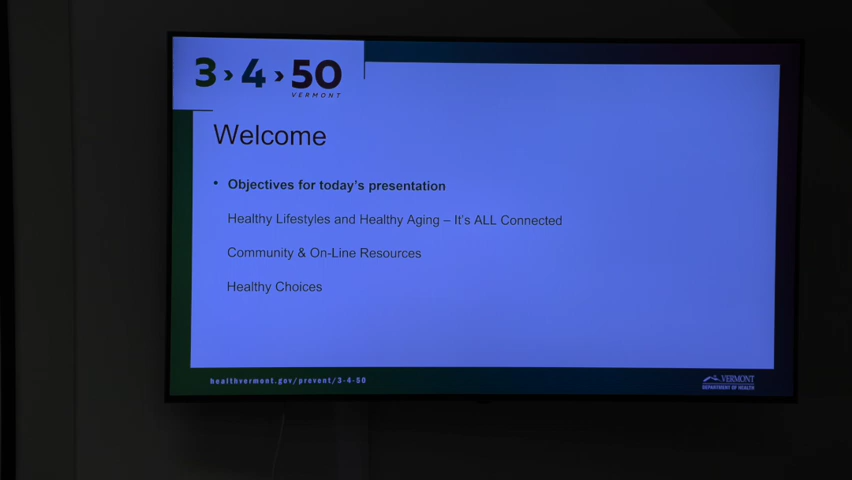 3 › 4 › 50
VERMONT
Welcome
• Objectives for today's presentation
Healthy Lifestyles and Healthy Aging – It's ALL Connected
Community & On-Line Resources
Healthy Choices
healthvermont.gov/prevent/3-4-50
VERMONT
DEPARTMENT OF HEALTH